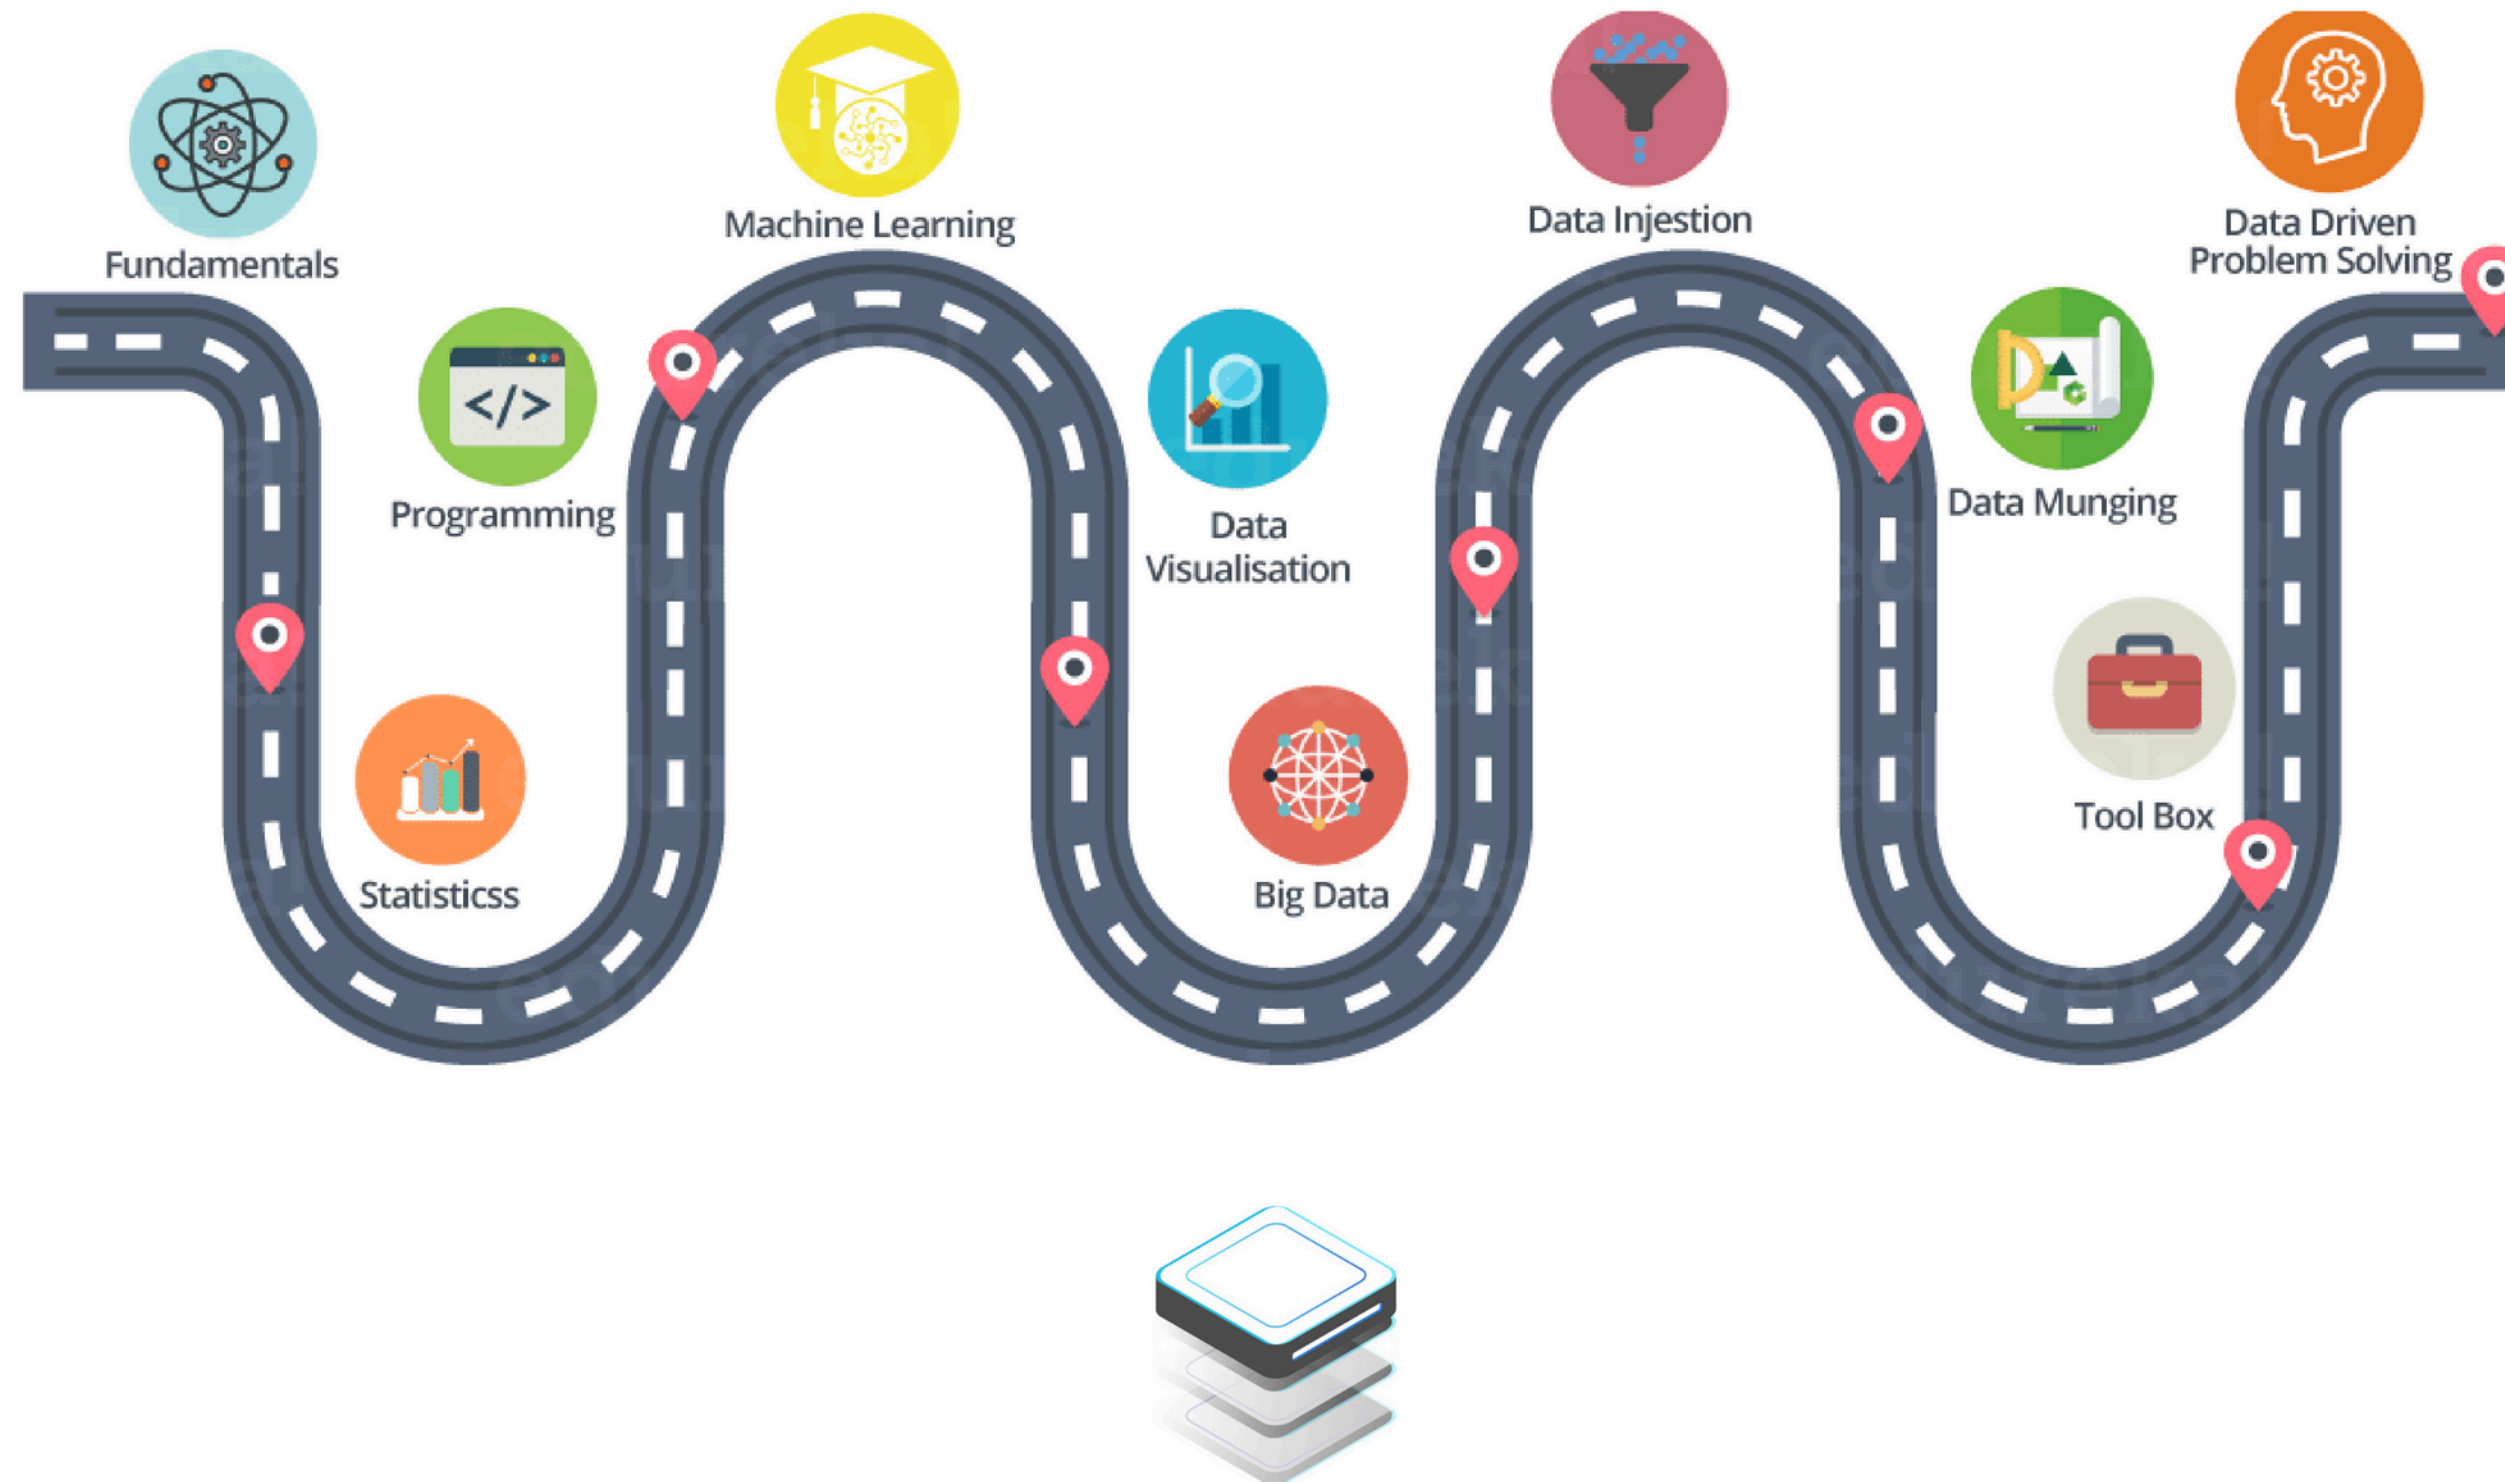 Fundamentals
Statisticss
Programming
</>
Machine Learning
Data
Visualisation
Big Data
Data Injestion
Data Munging
Tool Box
Data Driven
Problem Solving